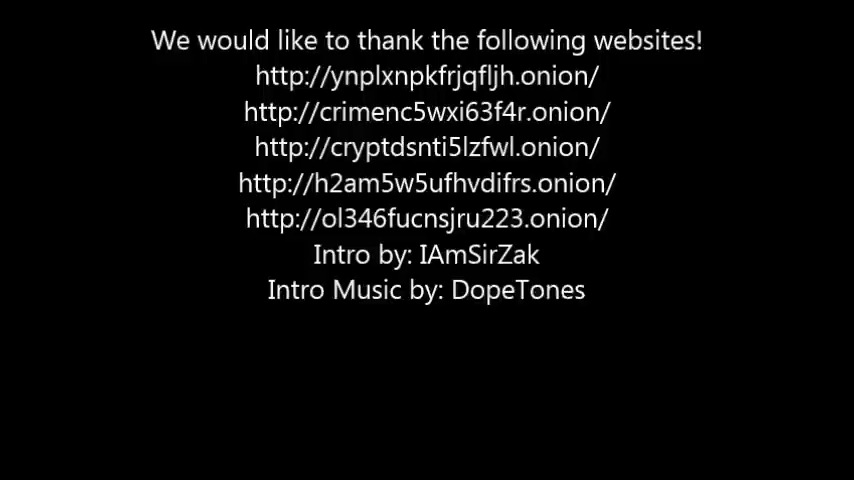 We would like to thank the following websites!
http://ynplxnpkfrjqfljh.onion/
http://crimenc5wxi63f4r.onion/
http://cryptdsnti5lzfwl.onion/
http://h2am5w5ufhvdifrs.onion/
http://ol346fucnsjru223.onion/
Intro by: IAmSirZak
Intro Music by: DopeTones